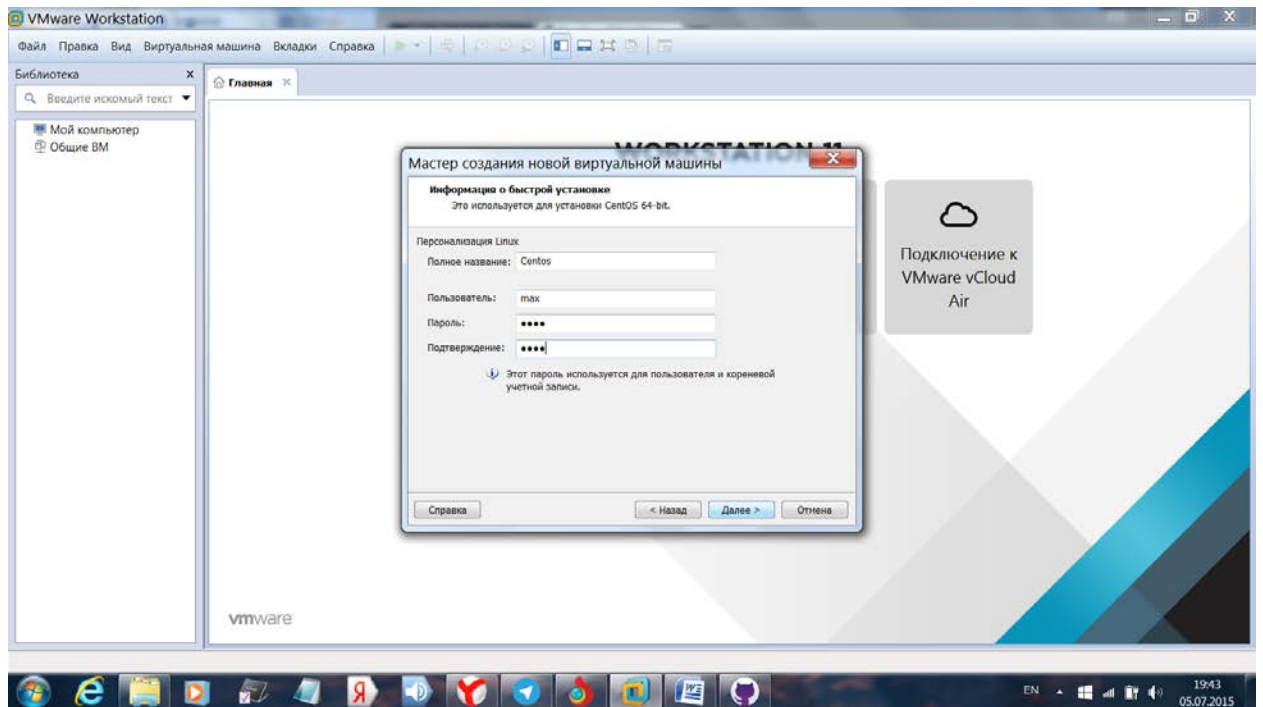 VMware Workstation
Файл Правка Вид Виртуальная машина Вкладки Справка
Библиотека x
Введите искомый текст
Мой компьютер
Общие ВМ
Главная
WORKSTATION 11
Мастер создания новой виртуальной машины
Информация о быстрой установке
Это используется для установки CentOS 64-bit.
Персонализация Linux
Полное название: Centos
Пользователь: max
Пароль: ••••
Подтверждение: ••••
Этот пароль используется для пользователя и кореневой
учетной записи.
Справка < Назад Далее > Отмена
Подключение к
VMware vCloud
Air
vmware
EN 19:43
05.07.2015